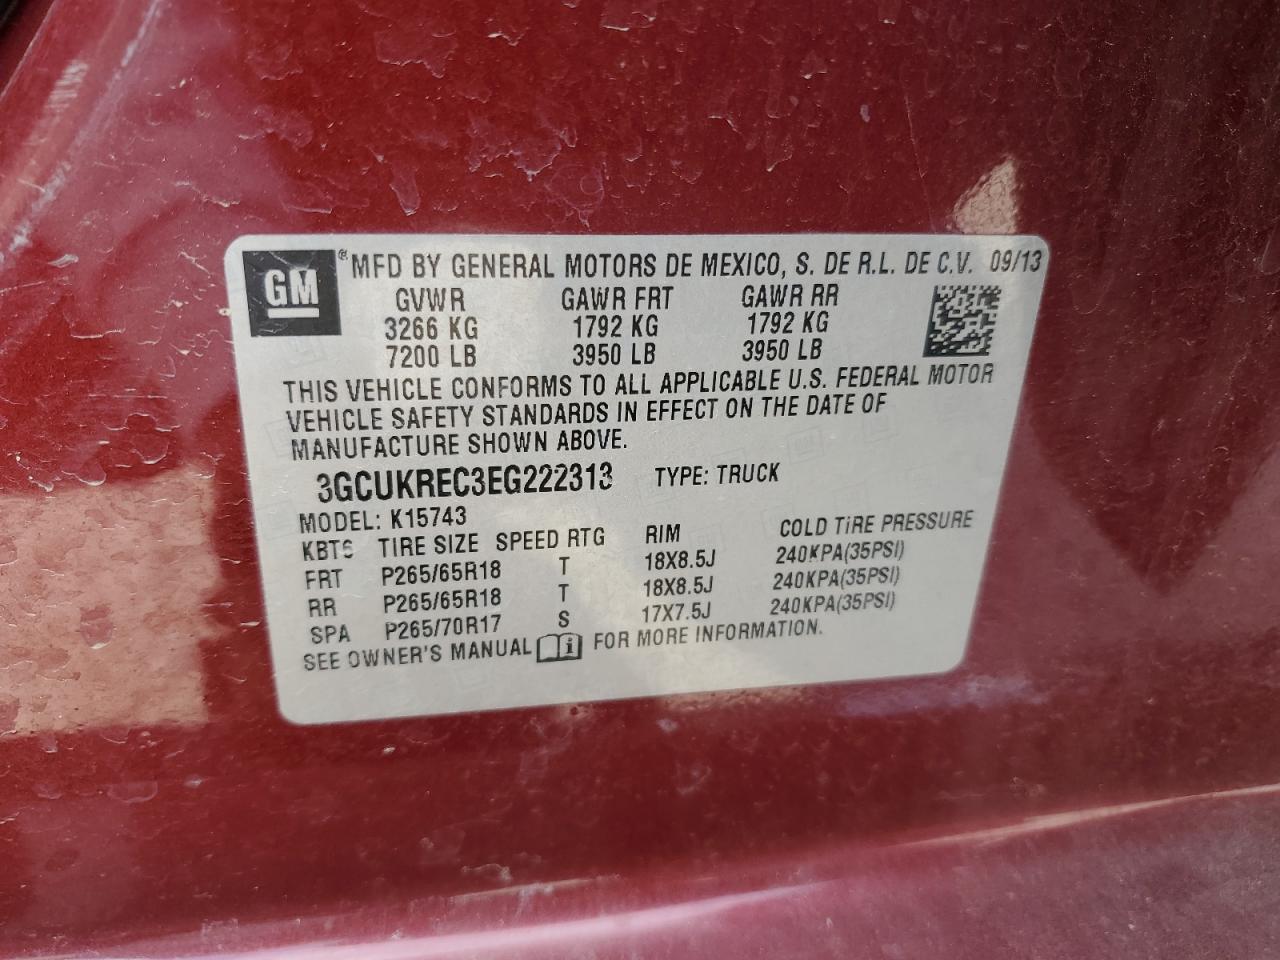 GM ® MFD BY GENERAL MOTORS DE MEXICO, S. DE R.L. DE C.V. 09/13
GVWR GAWR FRT GAWR RR
3266 KG 1792 KG 1792 KG
7200 LB 3950 LB 3950 LB
THIS VEHICLE CONFORMS TO ALL APPLICABLE U.S. FEDERAL MOTOR
VEHICLE SAFETY STANDARDS IN EFFECT ON THE DATE OF
MANUFACTURE SHOWN ABOVE.
3GCUKREC3EG222313 TYPE: TRUCK
MODEL: K15743
KBTS TIRE SIZE SPEED RTG RIM COLD TiRE PRESSURE
FRT P265/65R18 T 18X8.5J 240KPA(35PSI)
RR P265/65R18 T 18X8.5J 240KPA(35PSI)
SPA P265/70R17 S 17X7.5J 240KPA(35PSI)
SEE OWNER'S MANUAL i FOR MORE INFORMATION.